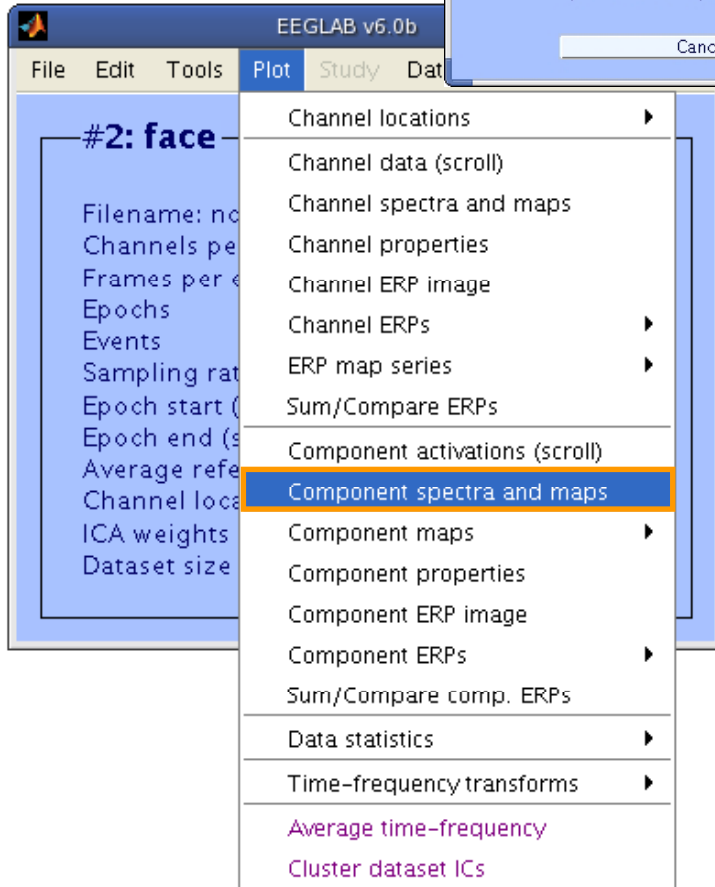 EEGLAB v6.0b
Canc
File Edit Tools Plot Study Dat
#2: face
Filename: no
Channels pe
Frames per e
Epochs
Events
Sampling rat
Epoch start (
Epoch end (s
Average refe
Channel loca
ICA weights
Dataset size
Channel locations
Channel data (scroll)
Channel spectra and maps
Channel properties
Channel ERP image
Channel ERPs
ERP map series
Sum/Compare ERPs
Component activations (scroll)
Component spectra and maps
Component maps
Component properties
Component ERP image
Component ERPs
Sum/Compare comp. ERPs
Data statistics
Time-frequency transforms
Average time-frequency
Cluster dataset ICs